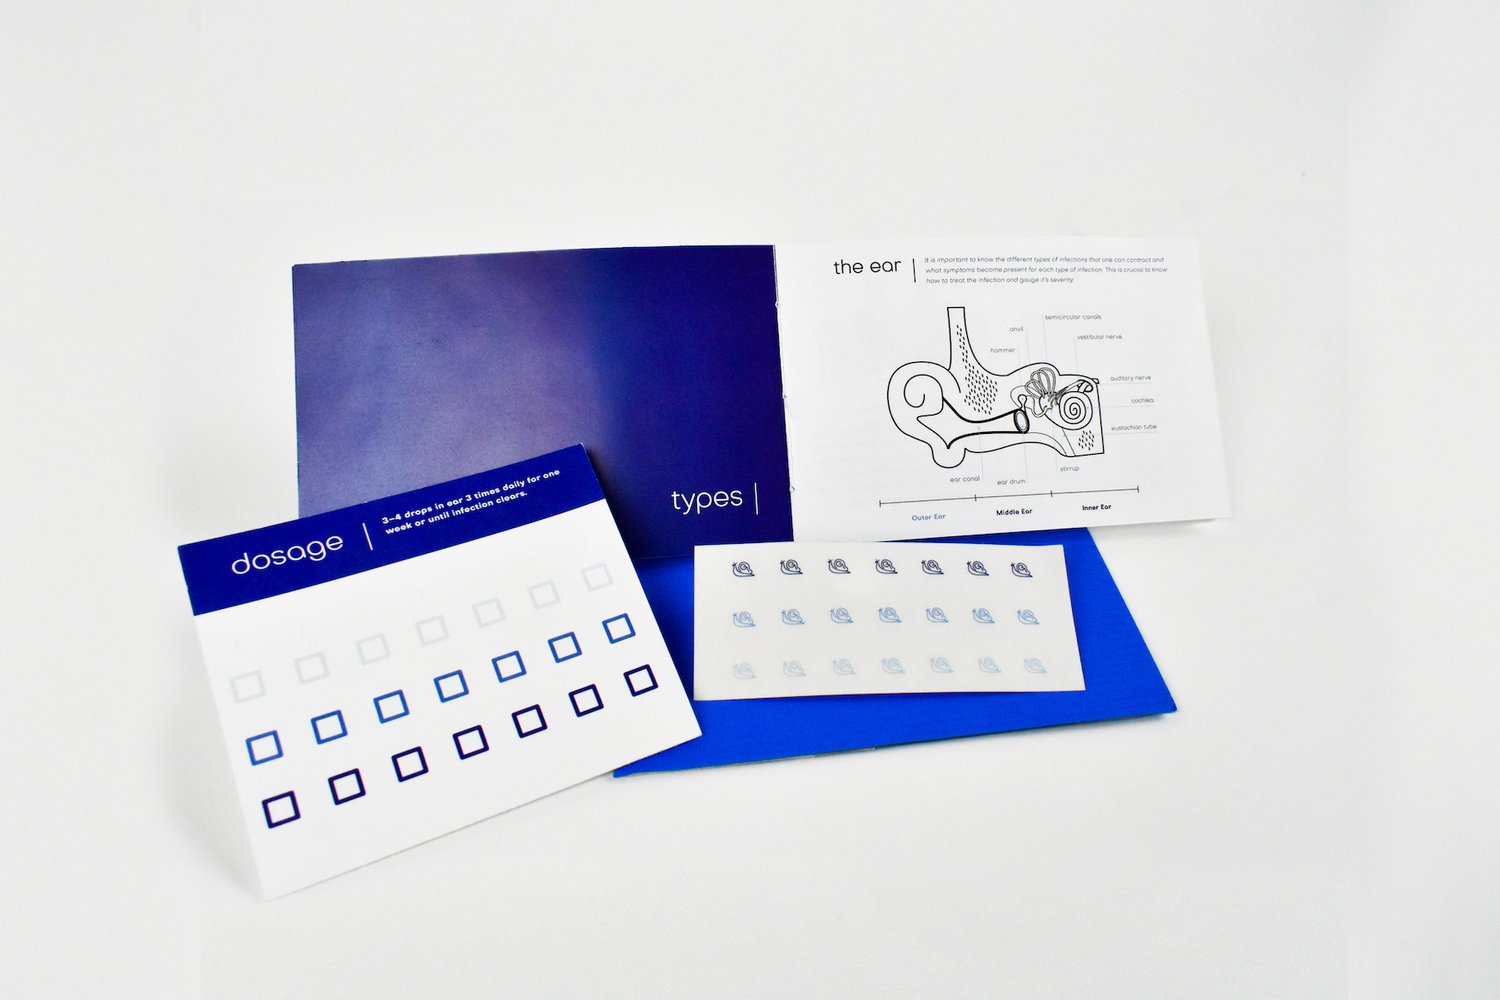 types |
the ear |
It is important to know the different types of infections that one can contract and
what symptoms become present for each type of infection. This is crucial to know
how to treat the infection and gauge it's severity.
semicircular canals
anvil
vestibular nerve
hammer
auditory nerve
cochlea
eustachian tube
stirrup
ear canal
ear drum
Outer Ear
Middle Ear
Inner Ear
dosage |
3-4 drops in ear 3 times daily for one
week or until infection clears.